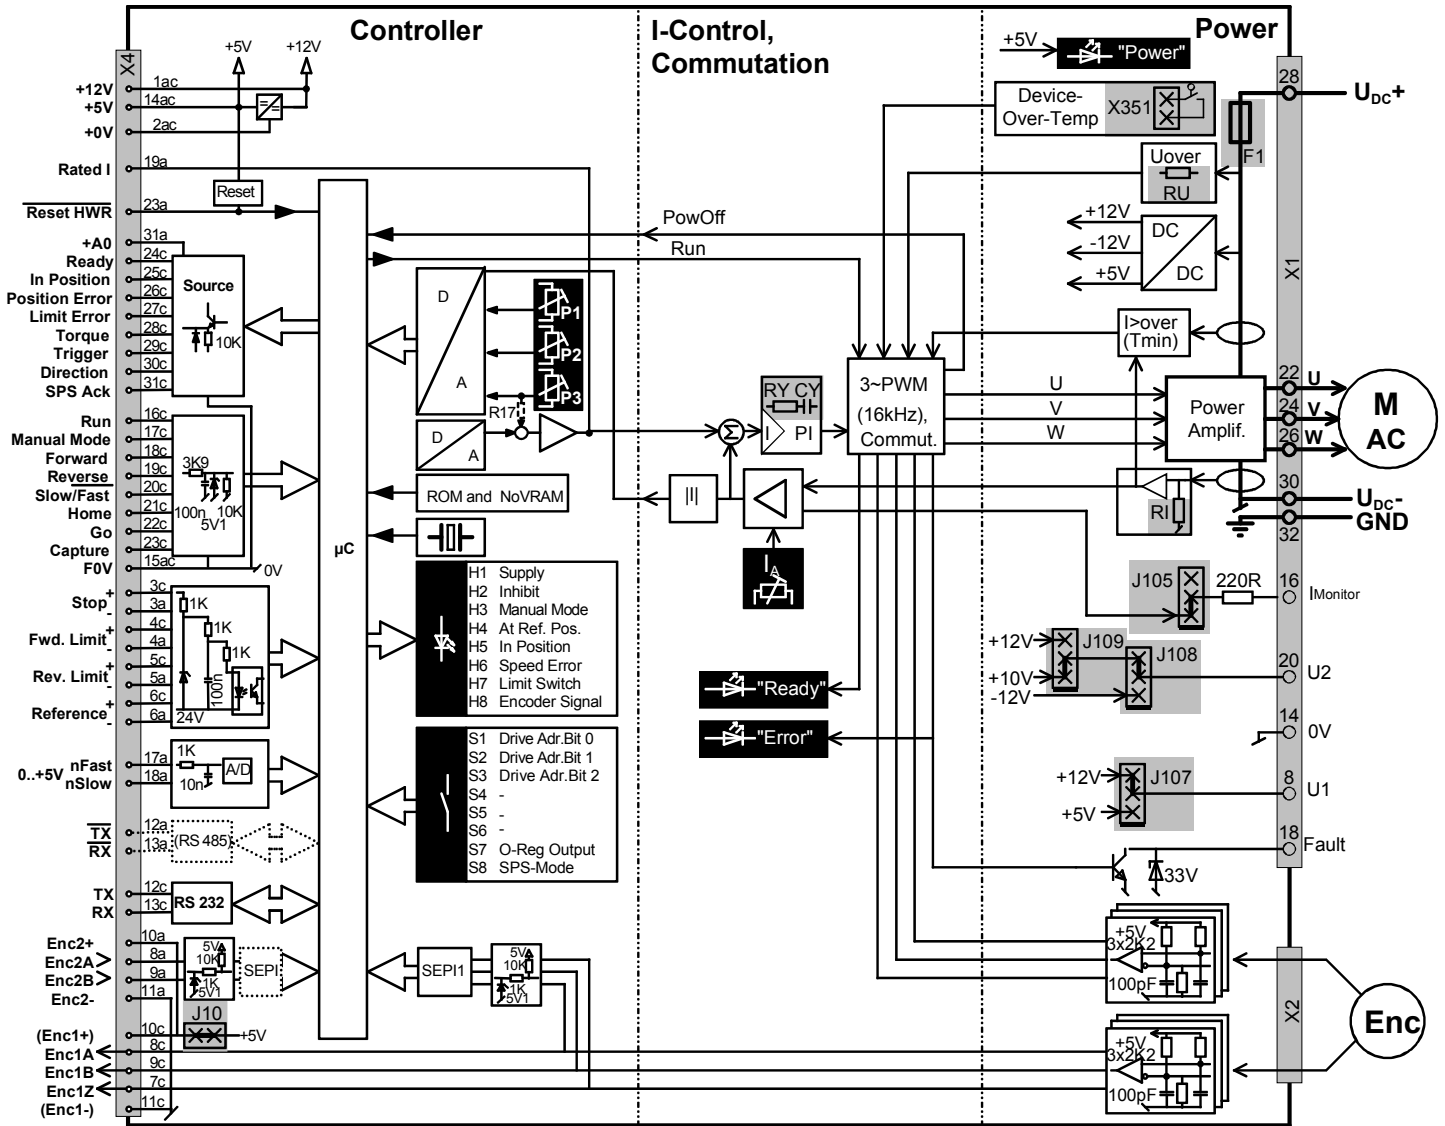 Controller
I-Control,
Commutation
Power
X4
+5V
+12V
+12V 1ac
+5V 14ac
+0V 2ac
Rated I 19a
Reset
Reset HWR 23a
+A0 31a
Ready 24c
In Position 25c
Position Error 26c
Limit Error 27c
Torque 28c
Trigger 29c
Direction 30c
SPS Ack 31c
Source
10K
Run 16c
Manual Mode 17c
Forward 18c
Reverse 19c
Slow/Fast 20c
Home 21c
Go 22c
Capture 23c
F0V 15ac
3K9
100n 10K
5V1
0V
Stop + 3c
- 3a
Fwd. Limit + 4c
- 4a
Rev. Limit + 5c
- 5a
Reference + 6c
- 6a
1K
1K
1K
100n
24V
0..+5V nFast 17a
nSlow 18a
1K
10n
A/D
TX 12a
RX 13a
(RS 485)
TX 12c
RX 13c
RS 232
Enc2+ 10a
Enc2A 8a
Enc2B 9a
Enc2- 11a
5V
10K
1K
5V1
SEPI
J10
+5V
(Enc1+) 10c
Enc1A 8c
Enc1B 9c
Enc1Z 7c
(Enc1-) 11c
µC
D
A
P1
P2
P3
R17
D
A
ROM and NoVRAM
H1 Supply
H2 Inhibit
H3 Manual Mode
H4 At Ref. Pos.
H5 In Position
H6 Speed Error
H7 Limit Switch
H8 Encoder Signal
S1 Drive Adr.Bit 0
S2 Drive Adr.Bit 1
S3 Drive Adr.Bit 2
S4 -
S5 -
S6 -
S7 O-Reg Output
S8 SPS-Mode
SEPI1
5V
10K
1K
5V1
PowOff
Run
Σ
RY CY
I PI
|||
IA
3~PWM
(16kHz),
Commut.
U
V
W
"Ready"
"Error"
+5V
"Power"
Device-
Over-Temp
X351
Uover
RU
F1
+12V
-12V
+5V
DC
DC
I>over
(Tmin)
Power
Amplif.
RI
J105
220R
+12V
J109
J108
+10V
-12V
+12V
J107
+5V
33V
+5V
3x2K2
100pF
+5V
3x2K2
100pF
X1
28
UDC+
22 U
24 V
26 W
M
AC
30
UDC-
GND
32
16
IMonitor
20
U2
14
0V
8
U1
18
Fault
X2
Enc